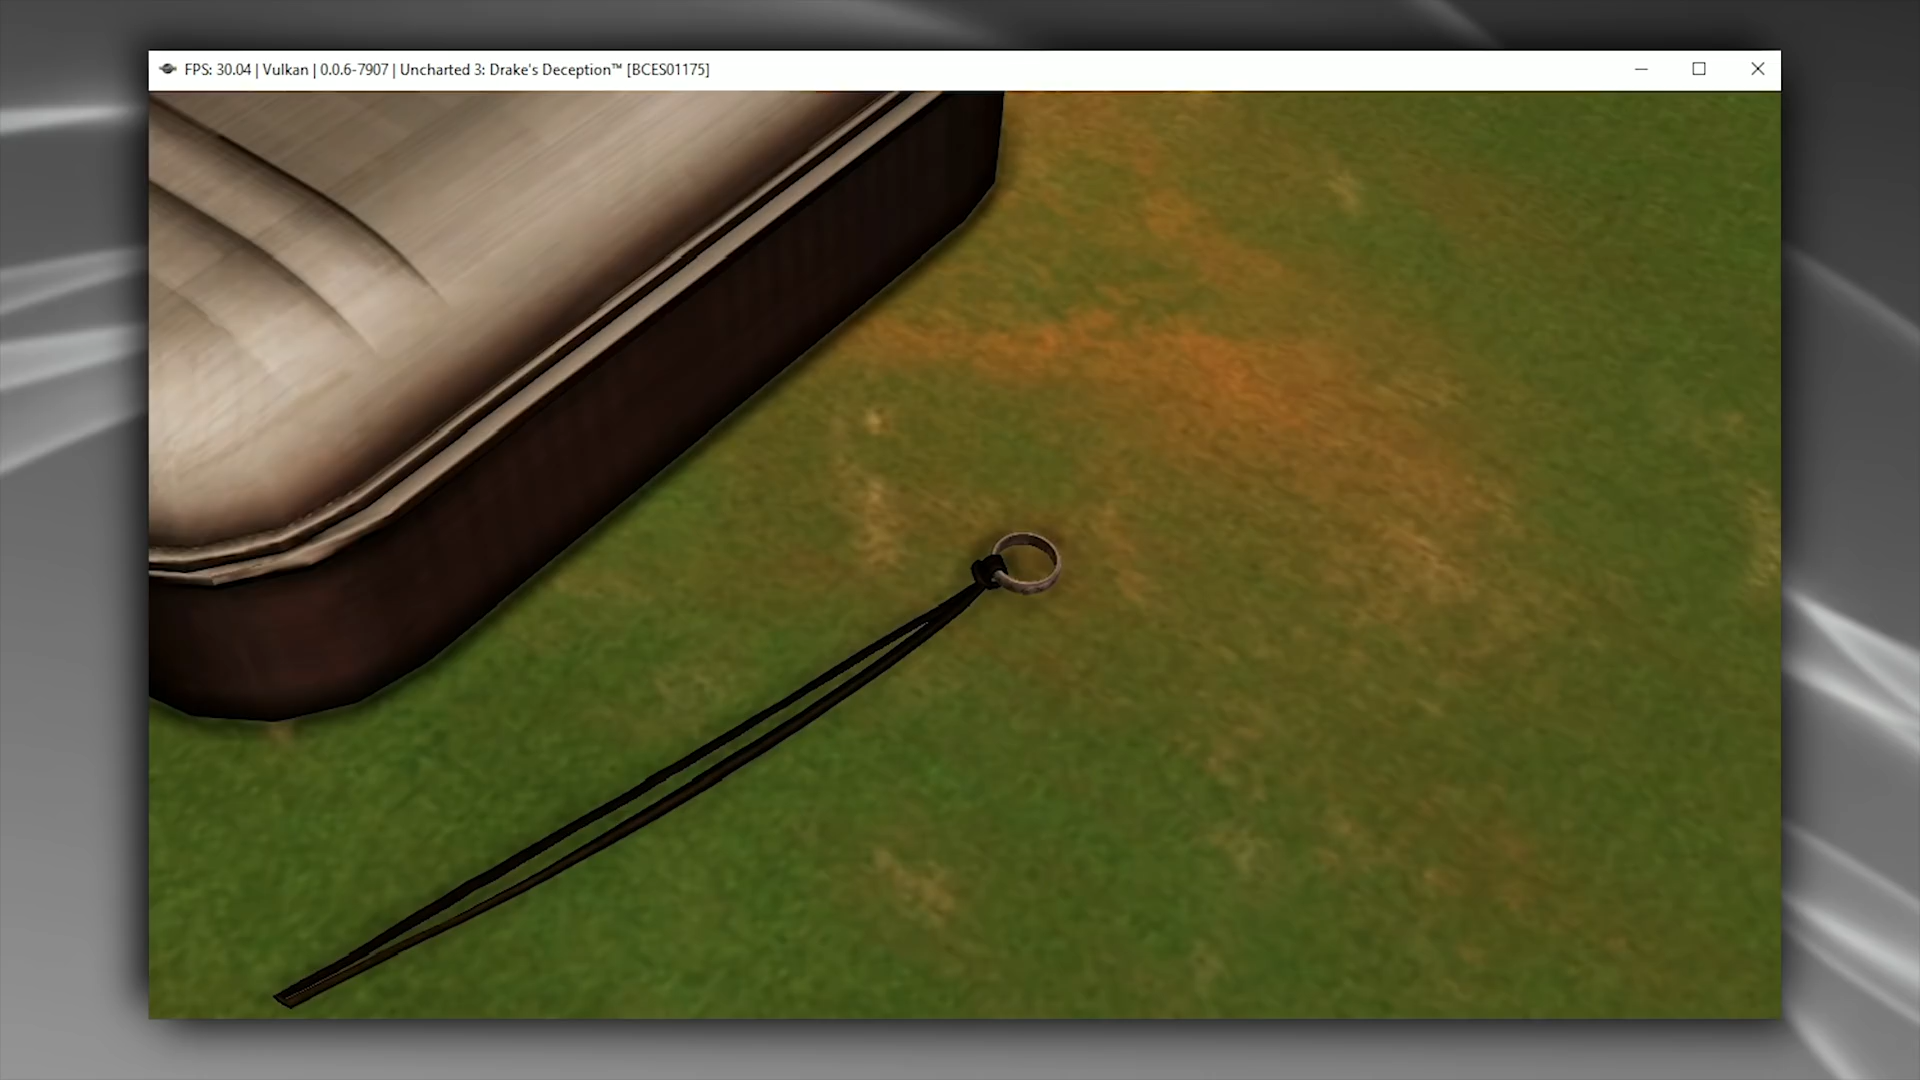 FPS: 30.04 | Vulkan | 0.0.6-7907 | Uncharted 3: Drake's Deception™ [BCES01175]